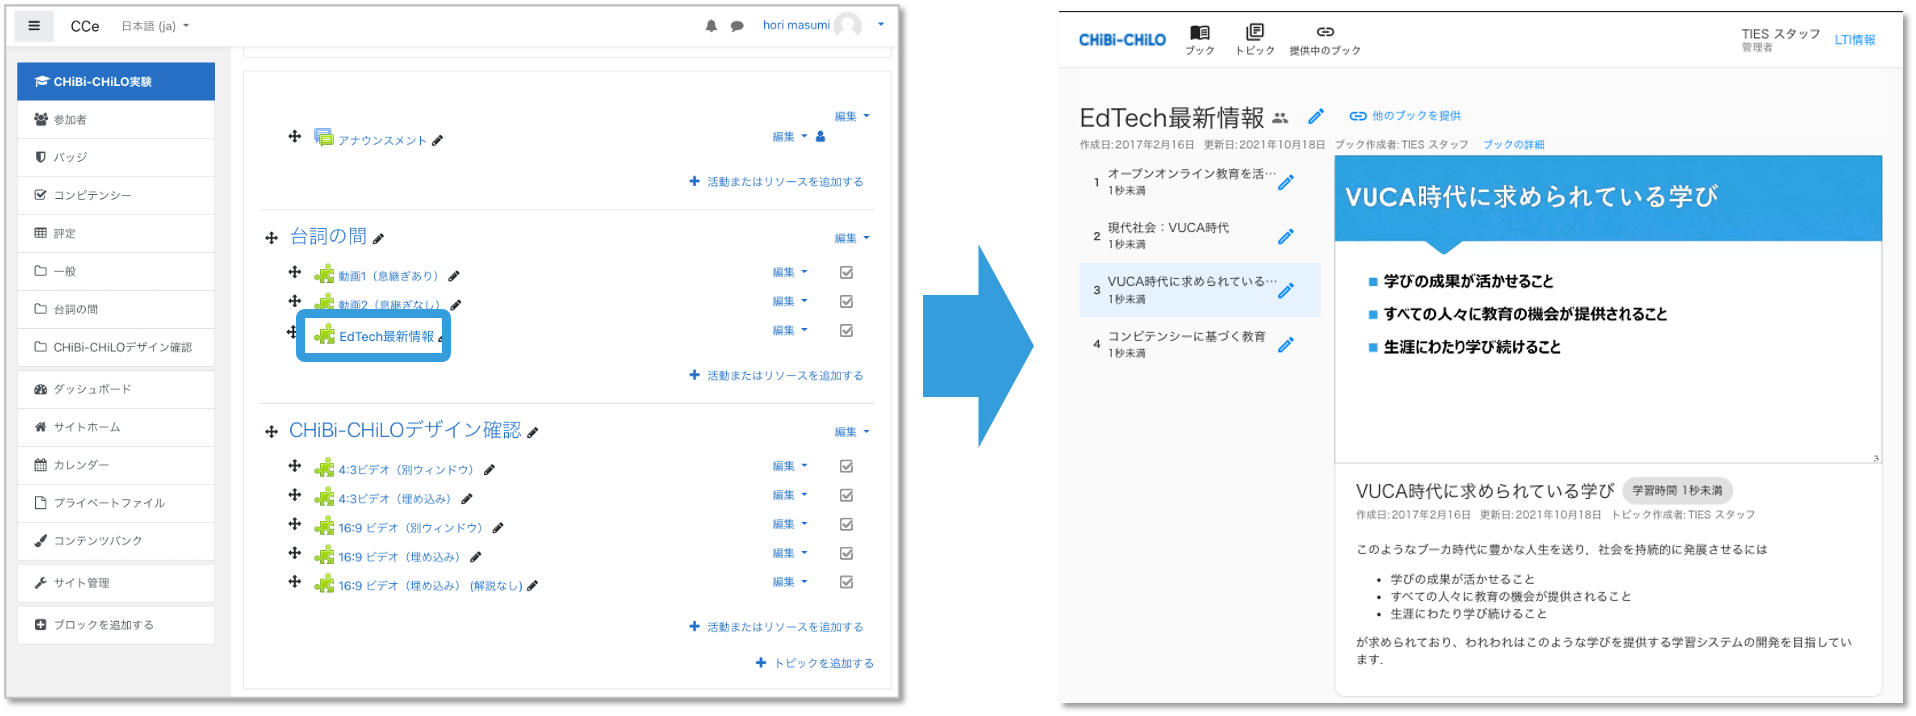 CCe
日本語 (ja)
hori masumi
CHiBi-CHiLO実験
参加者
バッジ
コンピテンシー
評定
一般
台詞の間
CHiBi-CHiLOデザイン確認
ダッシュボード
サイトホーム
カレンダー
プライベートファイル
コンテンツバンク
サイト管理
ブロックを追加する
編集
アナウンスメント 編集
活動またはリソースを追加する
台詞の間 編集
動画1（息継ぎあり） 編集
動画2（息継ぎなし） 編集
EdTech最新情報 編集
活動またはリソースを追加する
CHiBi-CHiLOデザイン確認 編集
4:3ビデオ（別ウィンドウ） 編集
4:3ビデオ（埋め込み） 編集
16:9 ビデオ（別ウィンドウ） 編集
16:9 ビデオ（埋め込み） 編集
16:9 ビデオ（埋め込み） (解説なし) 編集
活動またはリソースを追加する
トピックを追加する
CHiBi-CHiLO
ブック
トピック
提供中のブック
TIES スタッフ
管理者
LTI情報
EdTech最新情報 他のブックを提供
作成日:2017年2月16日 更新日:2021年10月18日 ブック作成者:TIES スタッフ ブックの詳細
1 オープンオンライン教育を活…
1秒未満
2 現代社会：VUCA時代
1秒未満
3 VUCA時代に求められている…
1秒未満
4 コンピテンシーに基づく教育
1秒未満
VUCA時代に求められている学び
学びの成果が活かせること
すべての人々に教育の機会が提供されること
生涯にわたり学び続けること
3
VUCA時代に求められている学び 学習時間 1秒未満
作成日:2017年2月16日 更新日:2021年10月18日 トピック作成者:TIES スタッフ
このようなブーカ時代に豊かな人生を送り，社会を持続的に発展させるには
• 学びの成果が活かせること
• すべての人々に教育の機会が提供されること
• 生涯にわたり学び続けること
が求められており、われわれはこのような学びを提供する学習システムの開発を目指してい
ます.